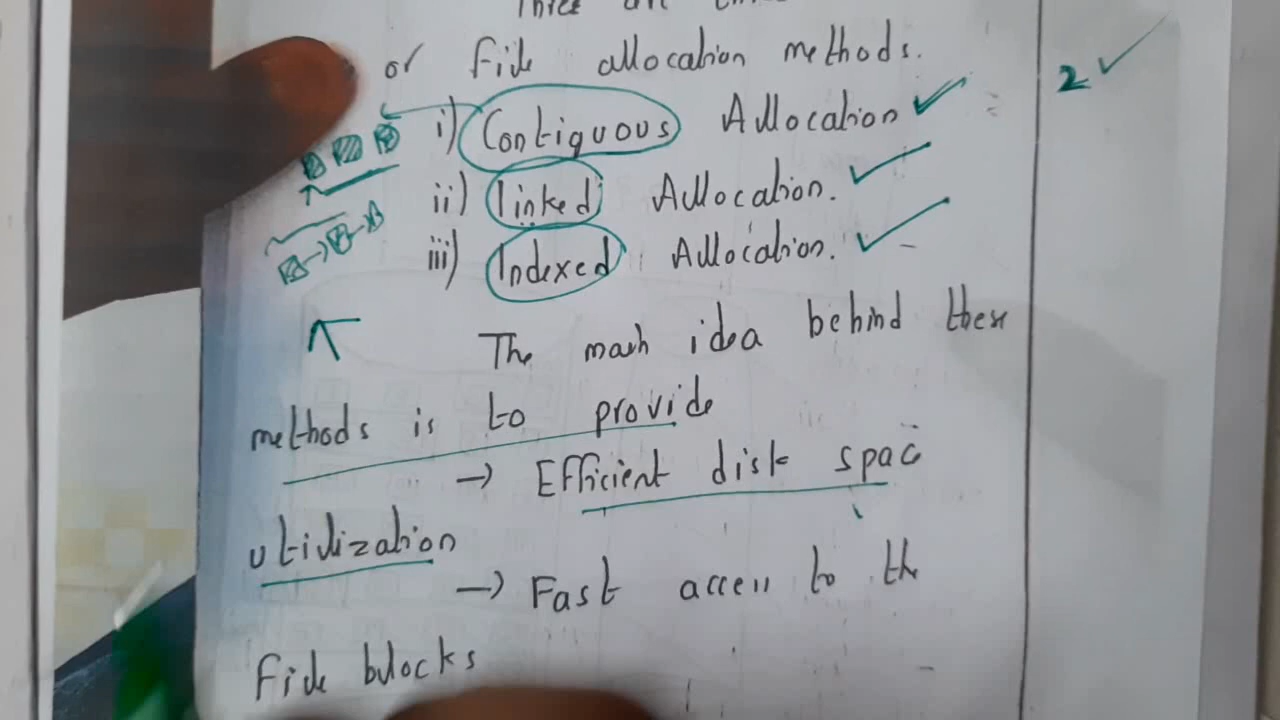 or file allocation methods.
i) Contiguous Allocation
ii) Linked Allocation.
iii) Indexed Allocation.
The main idea behind these
methods is to provide
→ Efficient disk spac
utilization
→ Fast access to the
File blocks
2